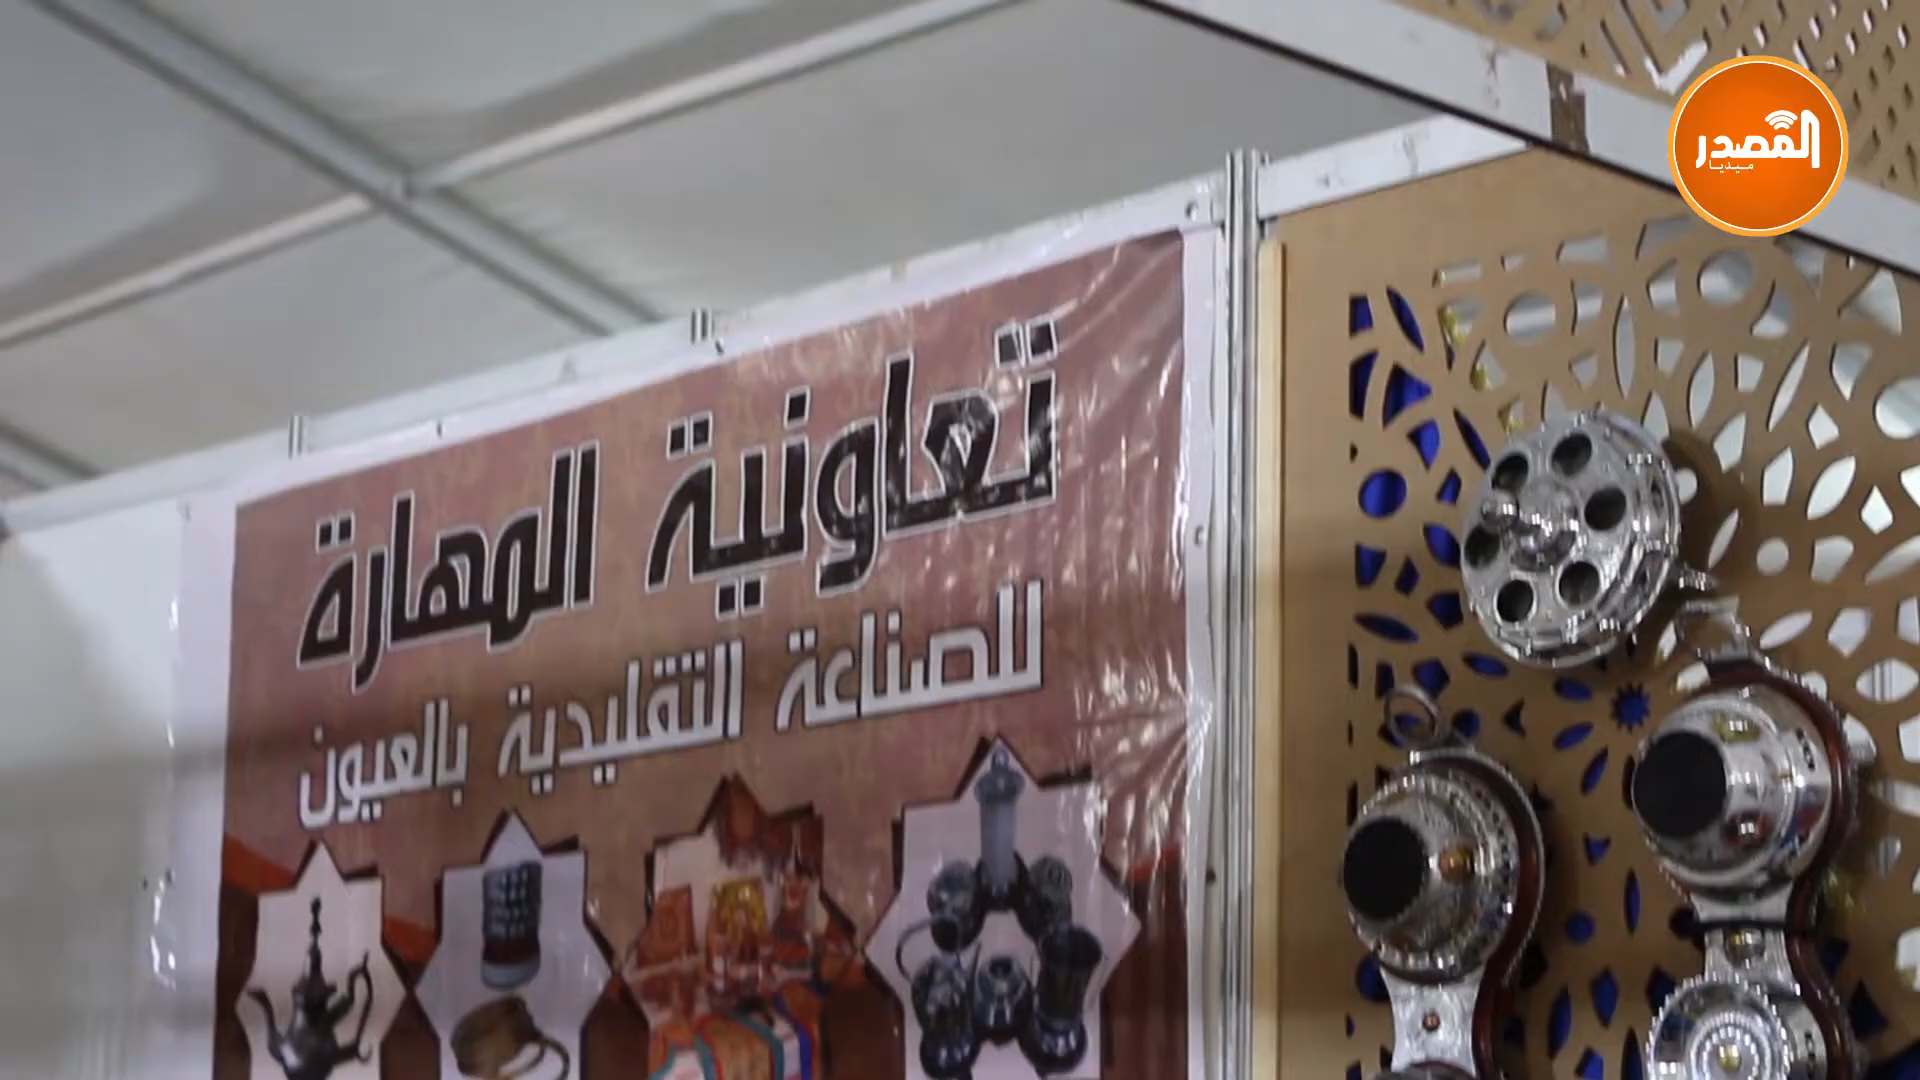 المصدر
ميديا
تعاونية المهارة
للصناعة التقليدية بالعيون